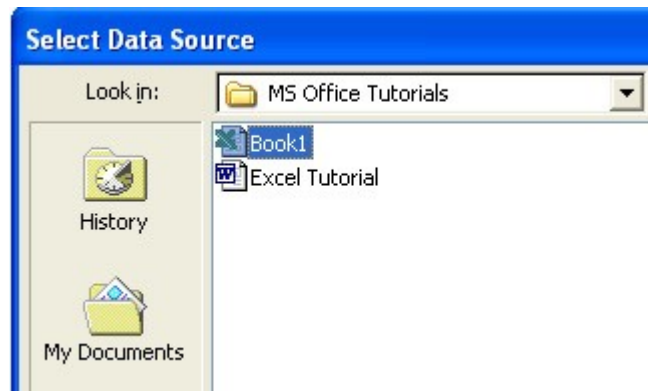 Select Data Source
Look in:
MS Office Tutorials
Book1
Excel Tutorial
History
My Documents